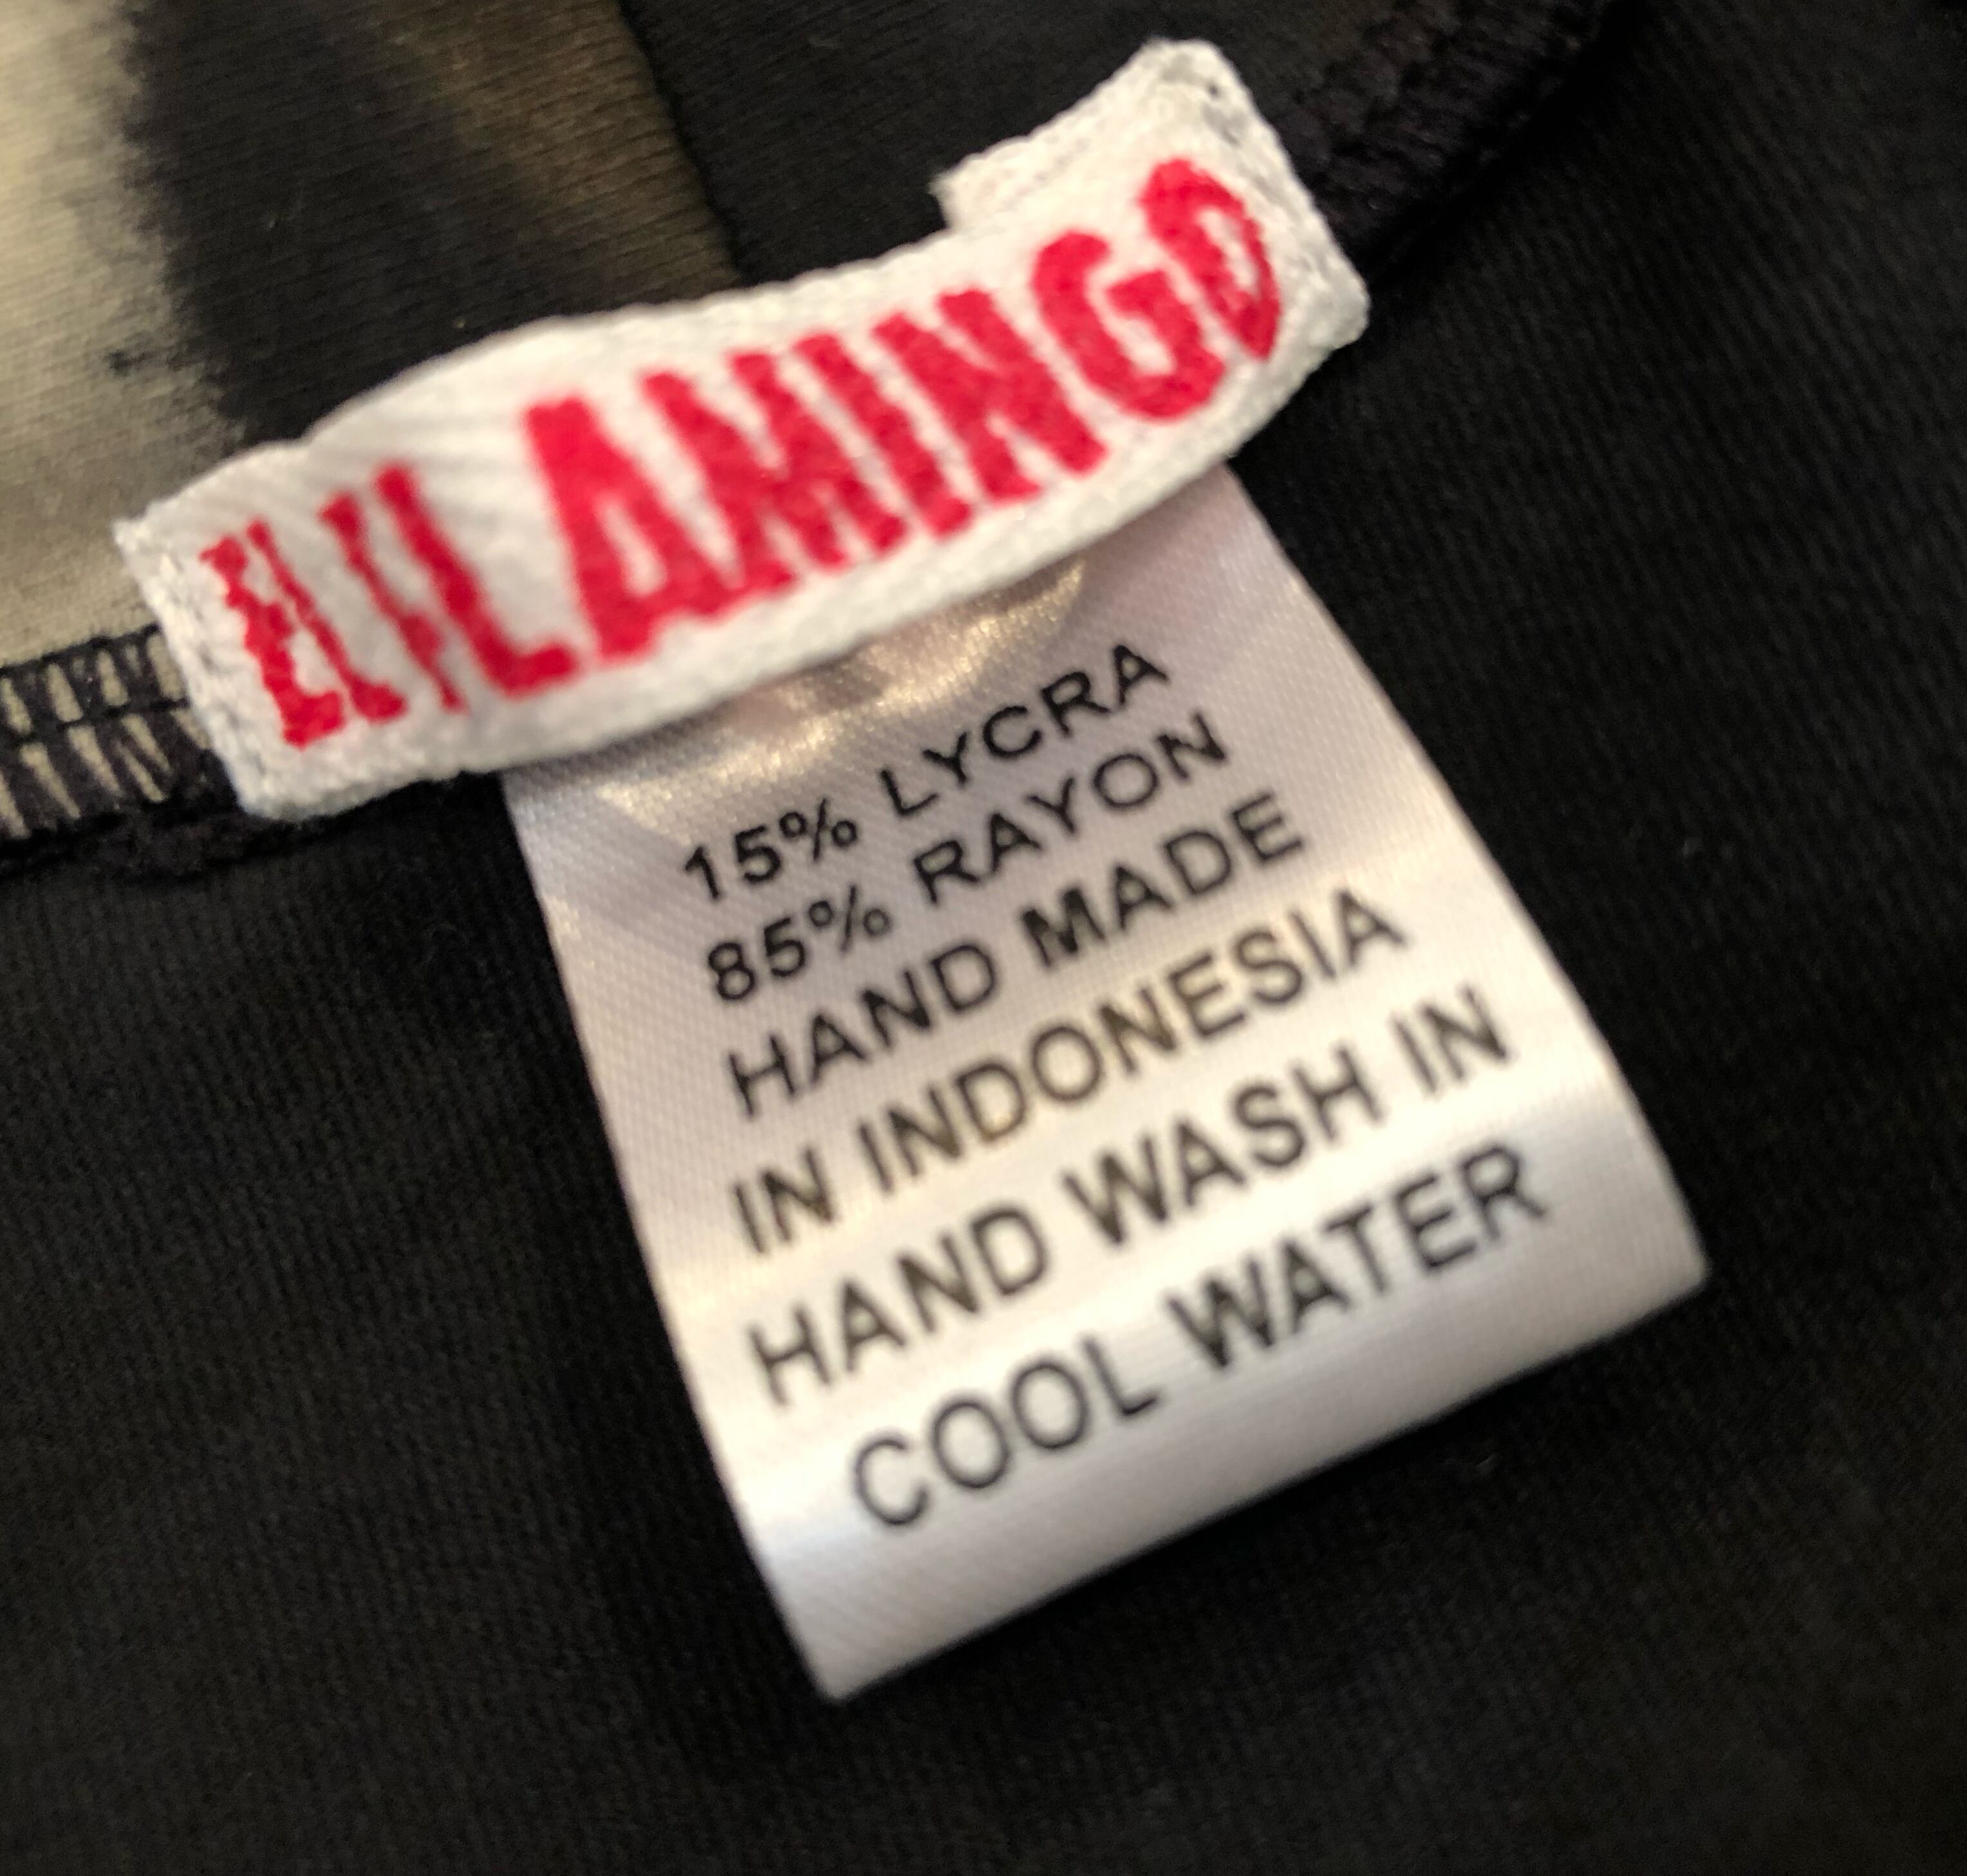 ELFLAMINGO
15% LYCRA
85% RAYON
HAND MADE
IN INDONESIA
HAND WASH IN
COOL WATER